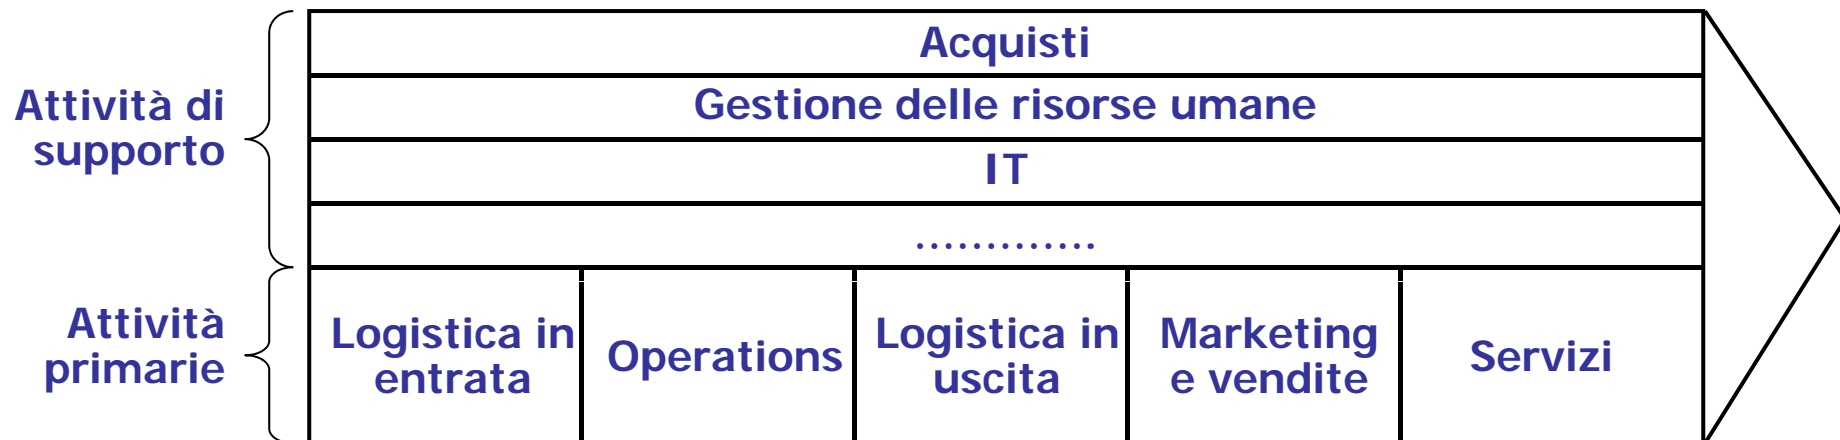 Acquisti
Attività di
supporto
Gestione delle risorse umane
IT
.............
Attività
primarie
Logistica in
entrata
Operations
Logistica in
uscita
Marketing
e vendite
Servizi